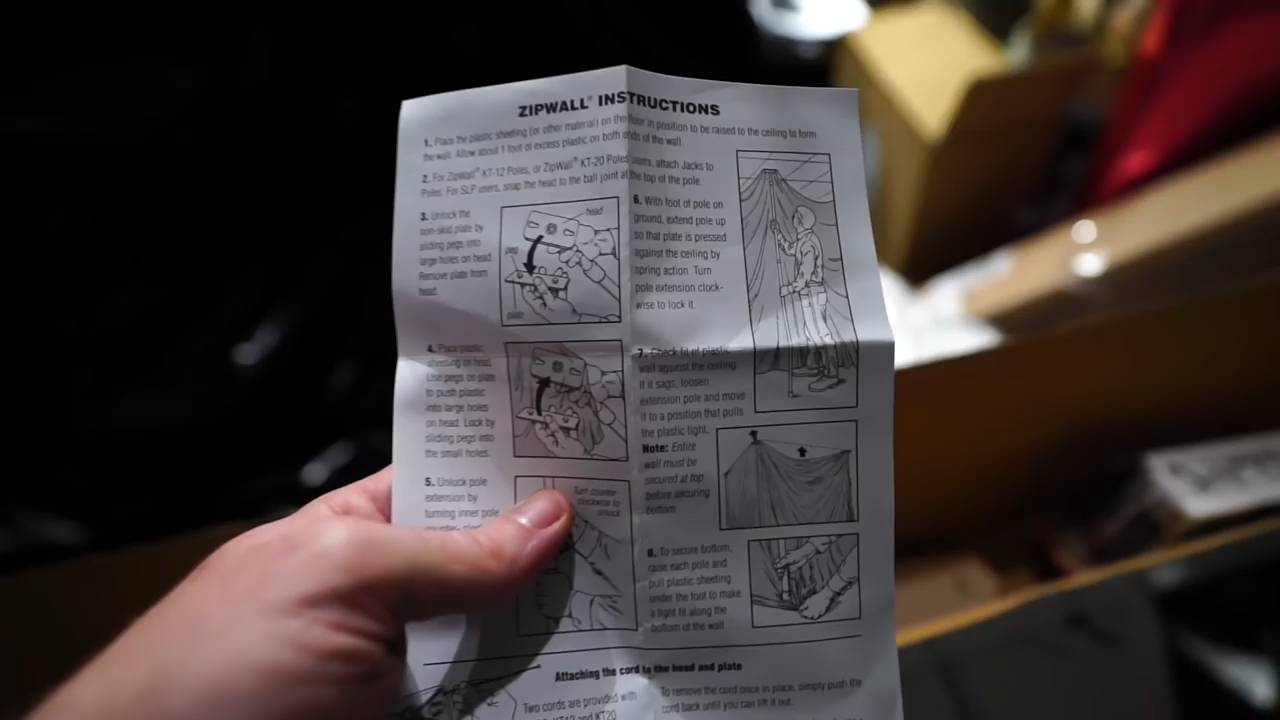 ZIPWALL® INSTRUCTIONS
1. Place the plastic sheeting (or other material) on the floor in position to be raised to the ceiling to form
the wall. Allow about 1 foot of excess plastic on both ends of the wall.
2. For ZipWall® KT-12 Poles, or ZipWall® KT-20 Poles users, attach Jacks to
Poles. For SLP users, snap the head to the ball joint at the top of the pole.
3. Unlock the
non-skid plate by
sliding pegs into
large holes on head.
Remove plate from
head.
head
peg
plate
4. Place plastic
sheeting on head.
Use pegs on plate
to push plastic
into large holes
on head. Lock by
sliding pegs into
the small holes.
5. Unlock pole
extension by
turning inner pole
counter-
Turn counter-
clockwise to
unlock
6. With foot of pole on
ground, extend pole up
so that plate is pressed
against the ceiling by
spring action. Turn
pole extension clock-
wise to lock it.
7. Check fit of plastic
wall against the ceiling.
If it sags, loosen
extension pole and move
it to a position that pulls
the plastic tight.
Note: Entire
wall must be
secured at top
before securing
bottom.
8. To secure bottom,
raise each pole and
pull plastic sheeting
under the foot to make
a tight fit along the
bottom of the wall.
Attaching the cord to the head and plate
Two cords are provided with
KT12 and KT20
To remove the cord once in place, simply push the
cord back until you can lift it out.